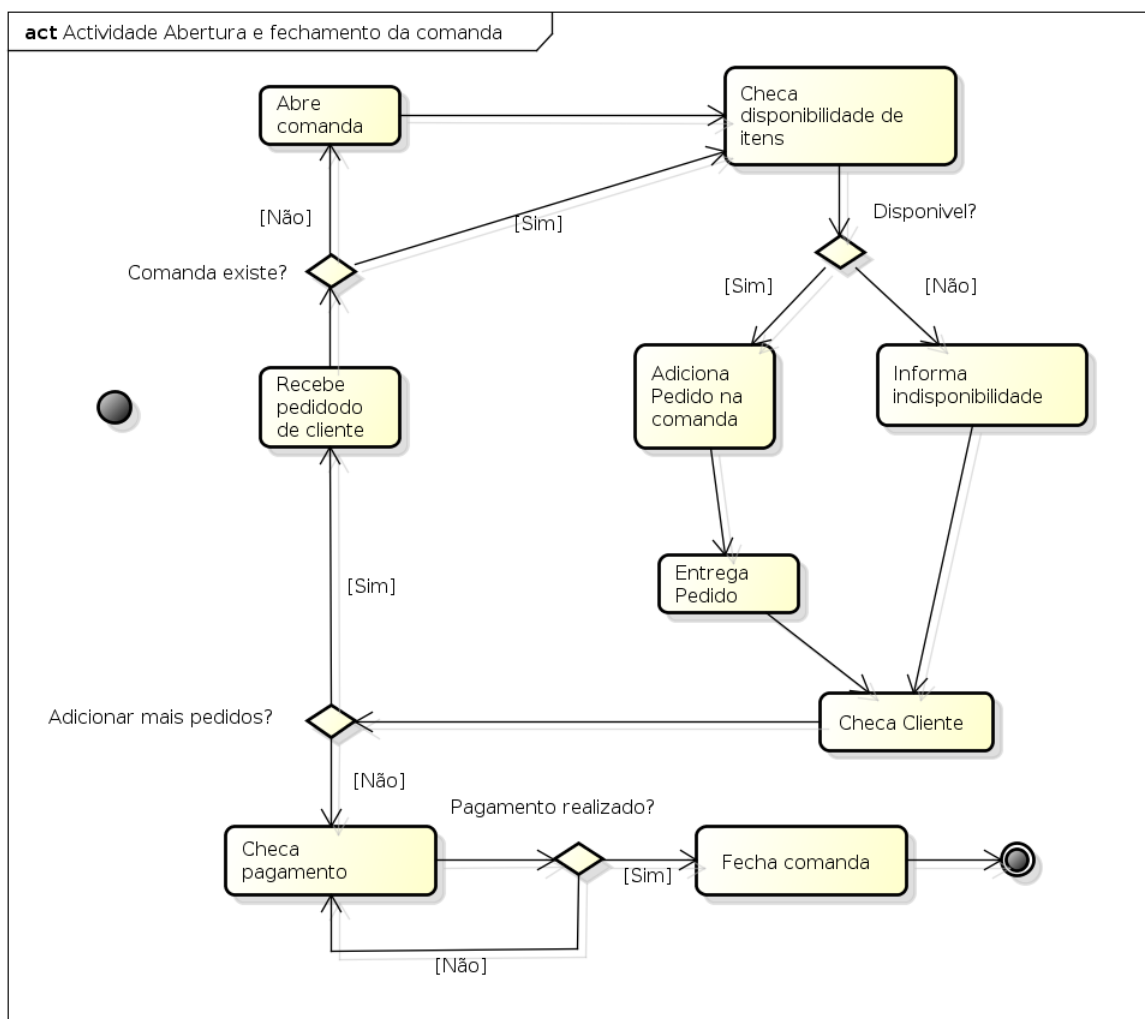 act Actividade Abertura e fechamento da comanda
Abre
comanda
Checa
disponibilidade de
itens
[Não]
[Sim]
Disponivel?
Comanda existe?
[Sim]
[Não]
Recebe
pedidodo
de cliente
Adiciona
Pedido na
comanda
Informa
indisponibilidade
[Sim]
Entrega
Pedido
Adicionar mais pedidos?
Checa Cliente
[Não]
Pagamento realizado?
Checa
pagamento
[Sim]
Fecha comanda
[Não]